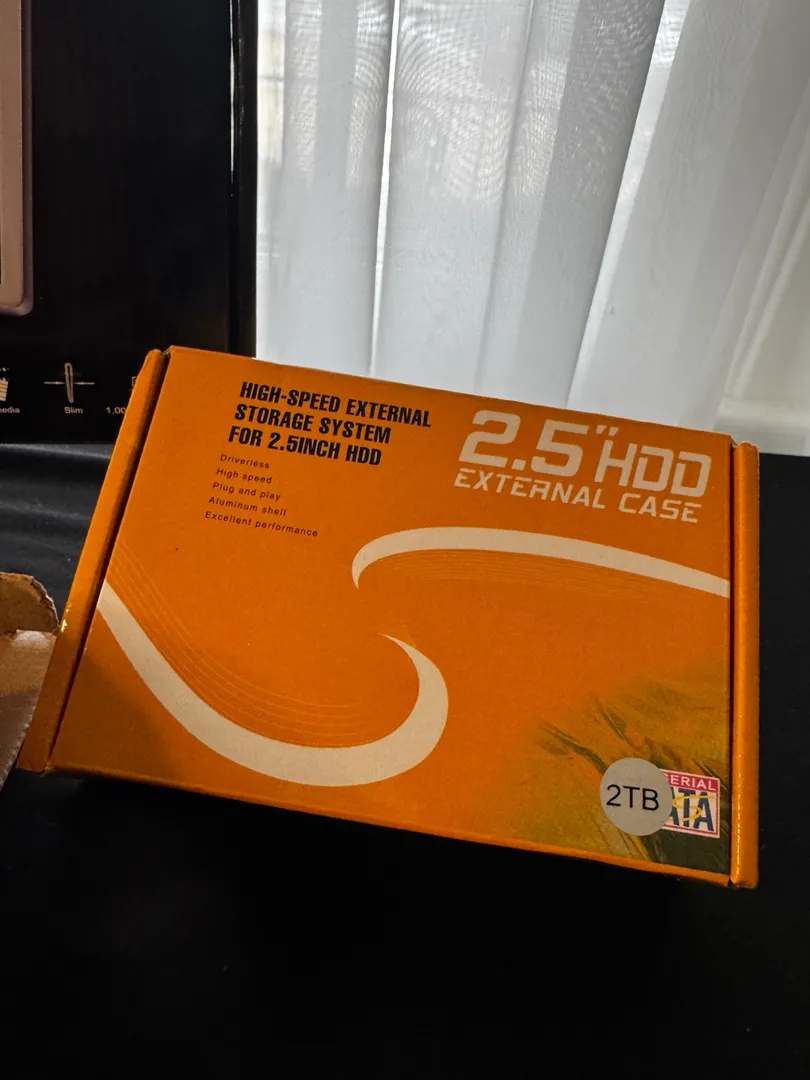 HIGH-SPEED EXTERNAL
STORAGE SYSTEM
FOR 2.5INCH HDD
Driverless
High speed
Plug and play
Aluminum shell
Excellent performance
2.5" HDD
EXTERNAL CASE
2TB
SERIAL
ATA
Slim